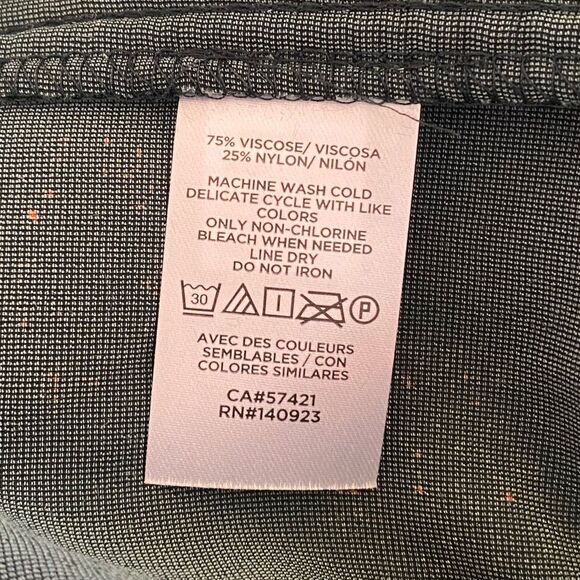 75% VISCOSE/ VISCOSA
25% NYLON/ NILÓN
MACHINE WASH COLD
DELICATE CYCLE WITH LIKE
COLORS
ONLY NON-CHLORINE
BLEACH WHEN NEEDED
LINE DRY
DO NOT IRON
30 P
AVEC DES COULEURS
SEMBLABLES / CON
COLORES SIMILARES
CA#57421
RN#140923